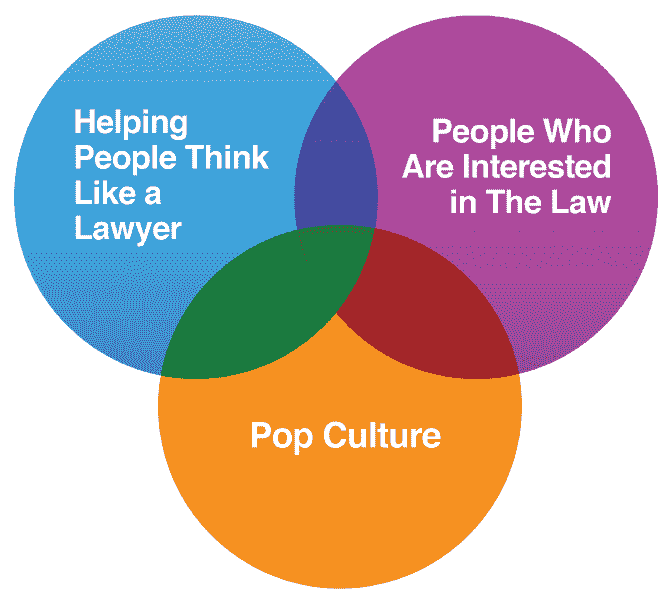 Helping
People Think
Like a
Lawyer
People Who
Are Interested
in The Law
Pop Culture